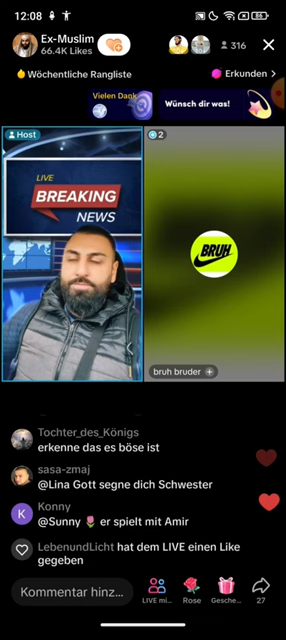 12:08
86
Ex-Muslim
66.4K Likes
316
Wöchentliche Rangliste
Erkunden >
Vielen Dank
Wünsch dir was!
Host
2
LIVE
BREAKING
NEWS
BRUH
bruh bruder +
Tochter_des_Königs
erkenne das es böse ist
sasa-zmaj
@Lina Gott segne dich Schwester
K
Konny
@Sunny 🌷 er spielt mit Amir
LebenundLicht hat dem LIVE einen Like
gegeben
Kommentar hinz...
LIVE mi...
Rose
Gesche...
27